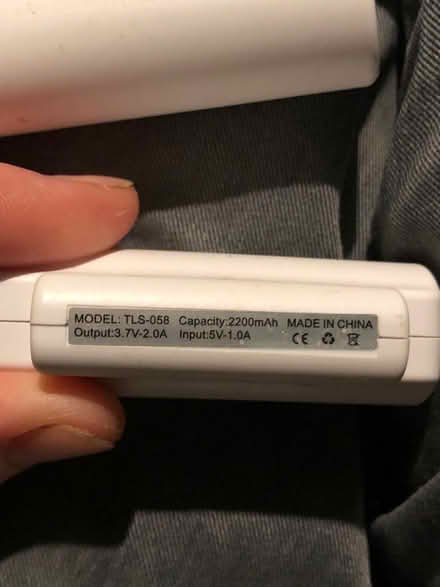 MODEL: TLS-058 Capacity:2200mAh MADE IN CHINA
Output:3.7V-2.0A Input:5V-1.0A CE